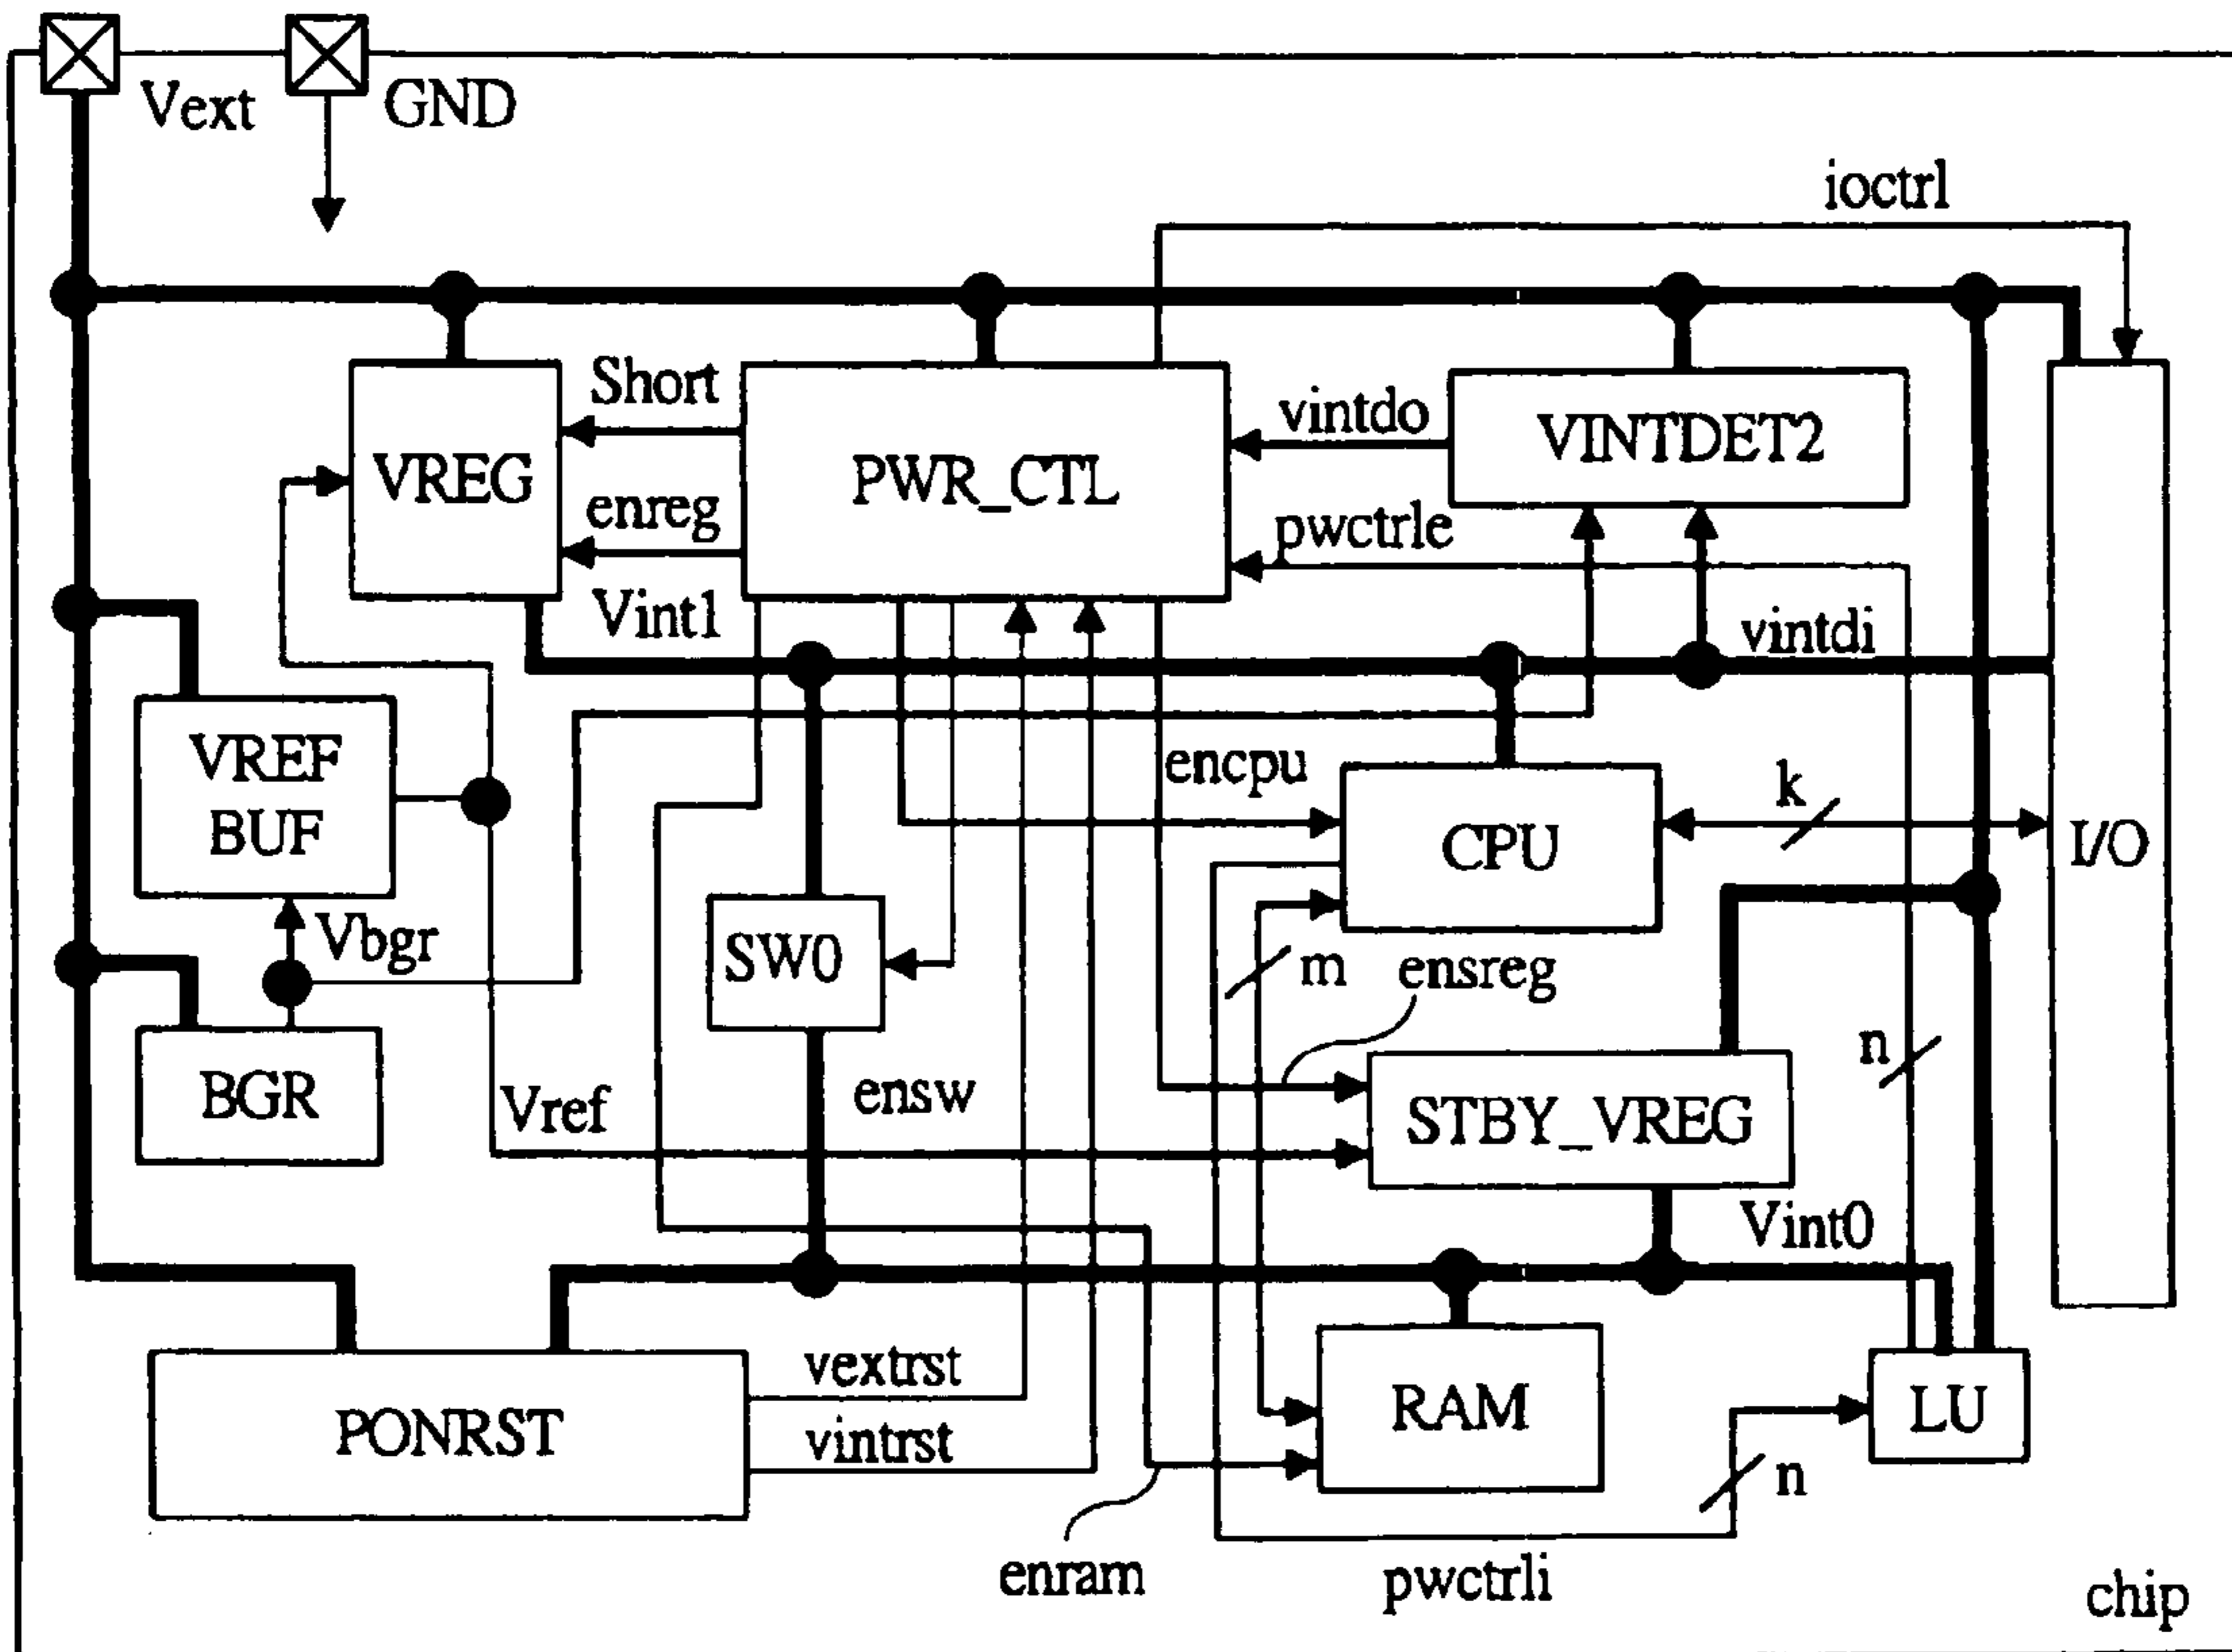 Vext
GND
ioctrl
Short
VREG
enreg
PWR_CTL
vintdo
VINTDET2
pwctrle
Vint1
vintdi
VREF
BUF
encpu
k
CPU
I/O
Vbgr
SW0
m
ensreg
n
BGR
Vref
ensw
STBY_VREG
Vint0
vextrst
PONRST
vintrst
RAM
LU
n
enram
pwctrli
chip